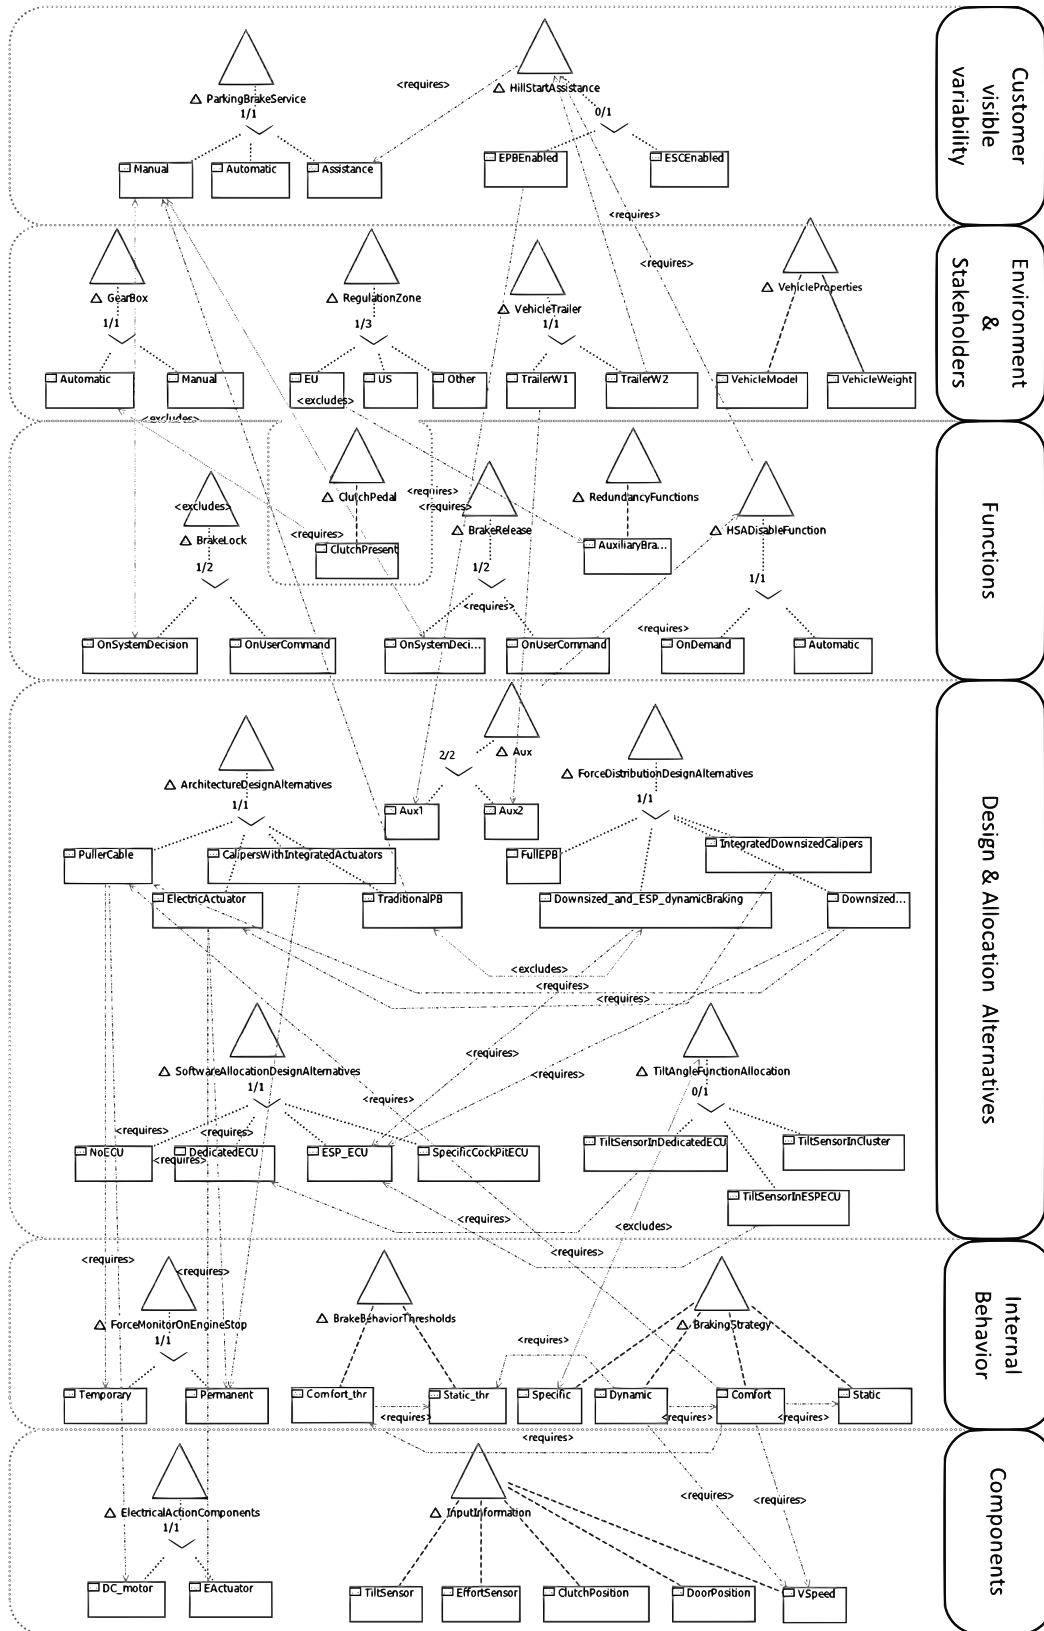 Customer
visible
variability
<requires>
ParkingBrakeService
HillStartAssistance
1/1
0/1
Manual
Automatic
Assistance
EPBEnabled
ESCEnabled
<requires>
<requires>
Environment
&
Stakeholders
GearBox
RegulationZone
VehicleTrailer
VehicleProperties
1/1
1/3
1/1
Automatic
Manual
EU
US
Other
TrailerW1
TrailerW2
VehicleModel
VehicleWeight
<excludes>
<excludes>
Functions
ClutchPedal
<requires>
<requires>
RedundancyFunctions
<excludes>
BrakeLock
<requires>
BrakeRelease
HSADisableFunction
ClutchPresent
AuxiliaryBra...
1/2
1/2
1/1
<requires>
<requires>
OnSystemDecision
OnUserCommand
OnSystemDeci...
OnUserCommand
OnDemand
Automatic
Design & Allocation Alternatives
2/2
Aux
ArchitectureDesignAlternatives
ForceDistributionDesignAlternatives
1/1
1/1
Aux1
Aux2
PullerCable
CalipersWithIntegratedActuators
FullEPB
IntegratedDownsizedCalipers
ElectricActuator
TraditionalPB
Downsized_and_ESP_dynamicBraking
Downsized...
<excludes>
<requires>
<requires>
<requires>
SoftwareAllocationDesignAlternatives
<requires>
TiltAngleFunctionAllocation
1/1
0/1
<requires>
<requires>
<requires>
<requires>
NoECU
DedicatedECU
ESP_ECU
SpecificCockPitECU
TiltSensorInDedicatedECU
TiltSensorInCluster
TiltSensorInESPECU
<requires>
<excludes>
Internal
Behavior
<requires>
<requires>
<requires>
ForceMonitorOnEngineStop
BrakeBehaviorThresholds
BrakingStrategy
1/1
<requires>
Temporary
Permanent
Comfort_thr
Static_thr
Specific
Dynamic
Comfort
Static
<requires>
<requires>
<requires>
<requires>
Components
<requires>
<requires>
ElectricalActionComponents
InputInformation
1/1
DC_motor
EActuator
TiltSensor
EffortSensor
ClutchPosition
DoorPosition
VSpeed